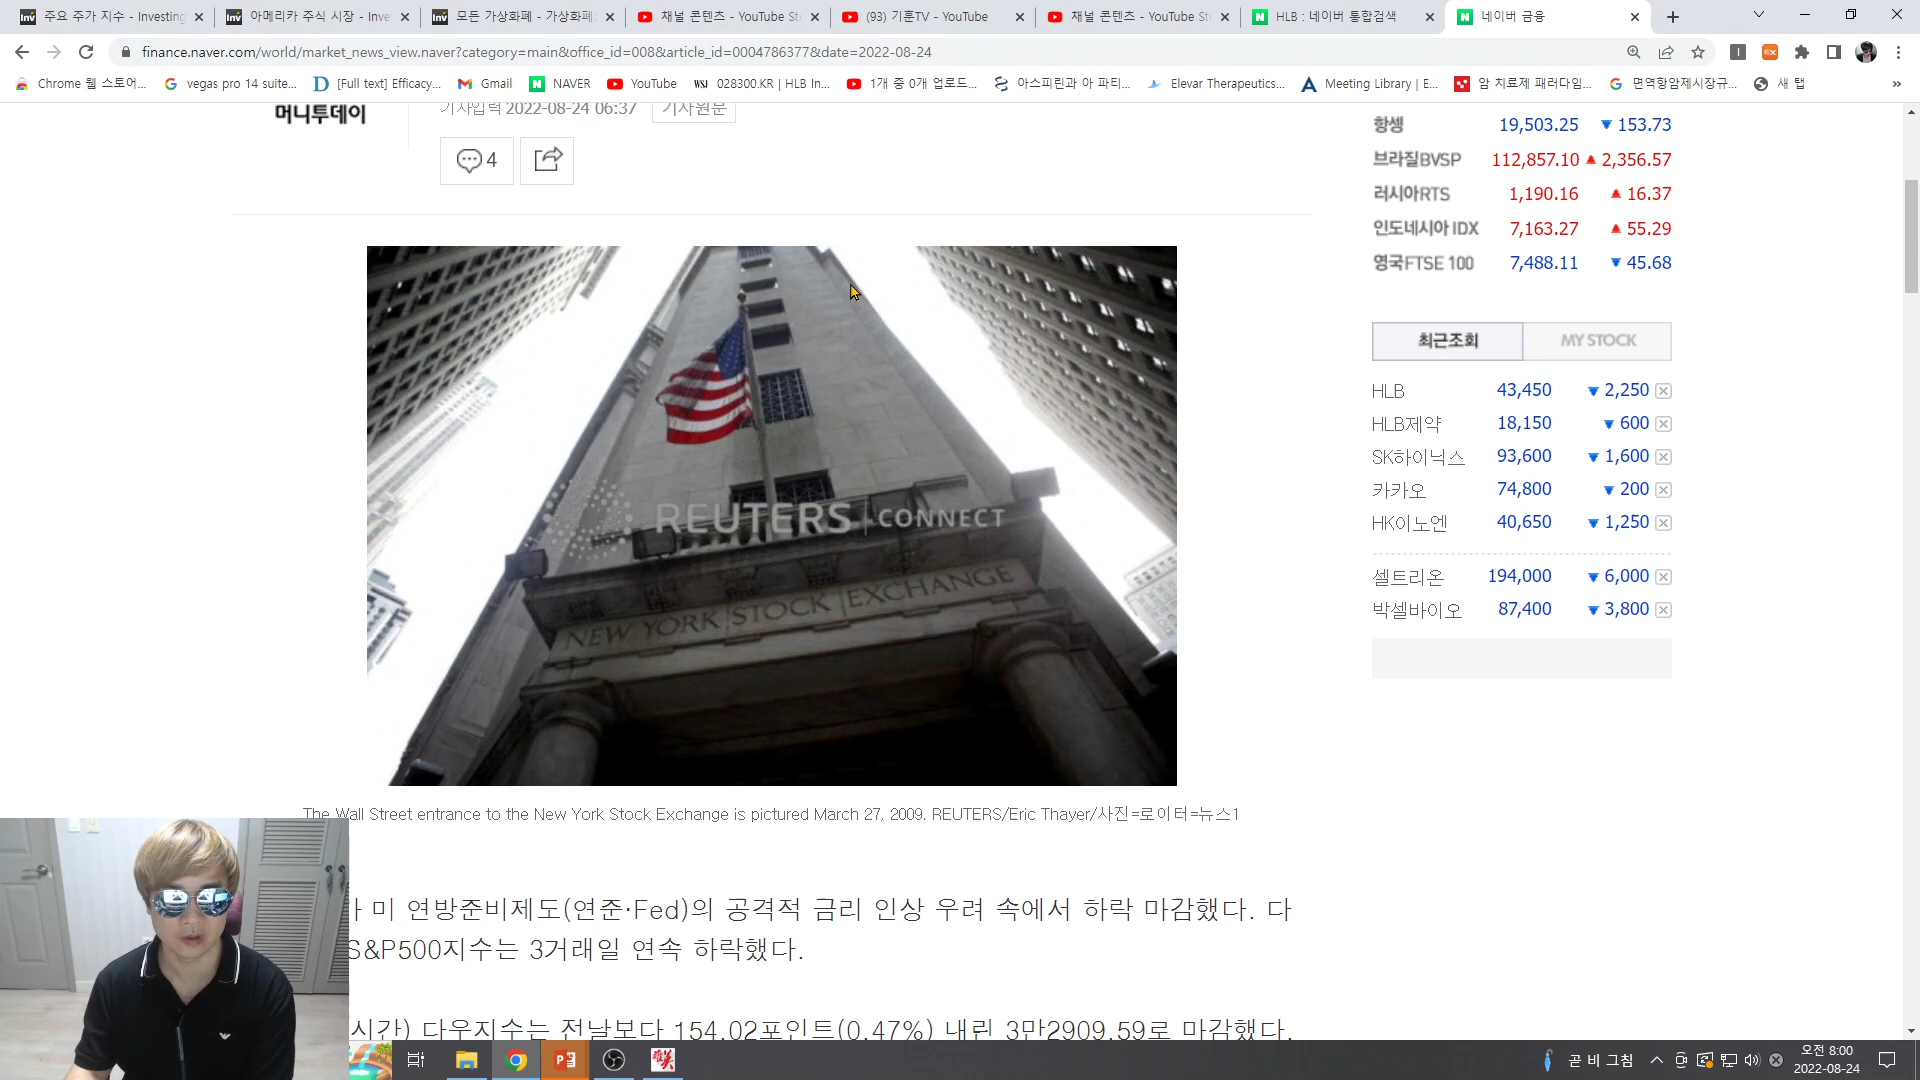 주요 주가 지수 - Investing
아메리카 주식 시장 - Inve
모든 가상화폐 - 가상화폐
채널 콘텐츠 - YouTube St
(93) 기훈TV - YouTube
채널 콘텐츠 - YouTube St
HLB : 네이버 통합검색
네이버 금융
finance.naver.com/world/market_news_view.naver?category=main&office_id=008&article_id=0004786377&date=2022-08-24
Chrome 웹 스토어...
vegas pro 14 suite...
[Full text] Efficacy...
Gmail
NAVER
YouTube
028300.KR | HLB In...
1개 중 0개 업로드...
아스피린과 아 파티...
Elevar Therapeutics...
Meeting Library | E...
암 치료제 패러다임...
면역항암제시장규...
새 탭
머니투데이
기사입력 2022-08-24 06:37
기사원문
4
REUTERS CONNECT
NEW YORK STOCK EXCHANGE
The Wall Street entrance to the New York Stock Exchange is pictured March 27, 2009. REUTERS/Eric Thayer/사진=로이터=뉴스1
미 연방준비제도(연준·Fed)의 공격적 금리 인상 우려 속에서 하락 마감했다. 다
S&P500지수는 3거래일 연속 하락했다.
시간) 다우지수는 전날보다 154.02포인트(0.47%) 내린 3만2909.59로 마감했다.
항셍 19,503.25 ▼ 153.73
브라질BVSP 112,857.10 ▲ 2,356.57
러시아RTS 1,190.16 ▲ 16.37
인도네시아 IDX 7,163.27 ▲ 55.29
영국FTSE 100 7,488.11 ▼ 45.68
최근조회
MY STOCK
HLB 43,450 ▼ 2,250
HLB제약 18,150 ▼ 600
SK하이닉스 93,600 ▼ 1,600
카카오 74,800 ▼ 200
HK이노엔 40,650 ▼ 1,250
셀트리온 194,000 ▼ 6,000
박셀바이오 87,400 ▼ 3,800
곧 비 그침
오전 8:00
2022-08-24